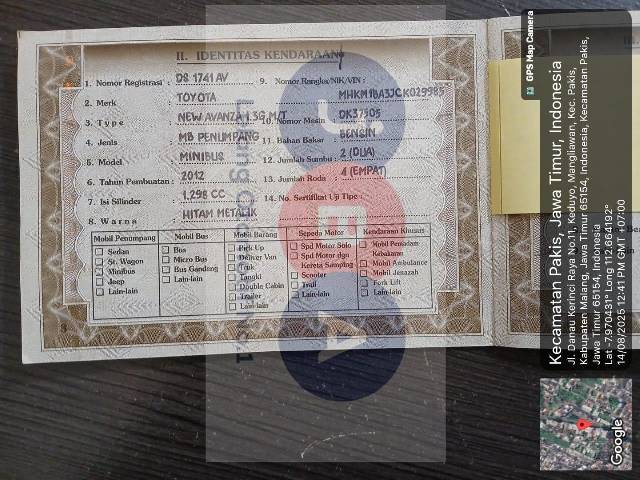 II. IDENTITAS KENDARAAN
1. Nomor Registrasi : DS 1741 AV
2. Merk : TOYOTA
3. Type : NEW AVANZA 1.3G M/T
4. Jenis : MB PENUMPANG
5. Model : MINIBUS
6. Tahun Pembuatan : 2012
7. Isi Silinder : 1.298 CC
8. Warna : HITAM METALIK
9. Nomor Rangka/NIK/VIN : MHKM1BA3JCK029985
10. Nomor Mesin : DK37505
11. Bahan Bakar : BENSIN
12. Jumlah Sumbu : 2 (DUA)
13. Jumlah Roda : 4 (EMPAT)
14. No. Sertifikat Uji Tipe :
Mobil Penumpang
Sedan
St. Wagon
Minibus
Jeep
Lain-lain
Mobil Bus
Bus
Micro Bus
Bus Gandeng
Lain-lain
Mobil Barang
Pick Up
Deliver Van
Truk
Tangki
Double Cabin
Trailer
Lain-lain
Sepeda Motor
Spd Motor Solo
Spd Motor dgn
Kereta Samping
Scooter
Trail
Lain-lain
Kendaraan Khusus
Mobil Pemadam
Kebakaran
Mobil Ambulance
Mobil Jenazah
Fork Lift
Lain-lain
J
B
A
No.1
GPS Map Camera
Kecamatan Pakis, Jawa Timur, Indonesia
Jl. Danau Kerinci Raya No.11, Keduyo, Mangliawan, Kec. Pakis,
Kabupaten Malang, Jawa Timur 65154, Indonesia, Kecamatan Pakis,
Jawa Timur 65154, Indonesia
Lat -7.970431° Long 112.664192°
14/08/2025 12:41 PM GMT +07:00
Google